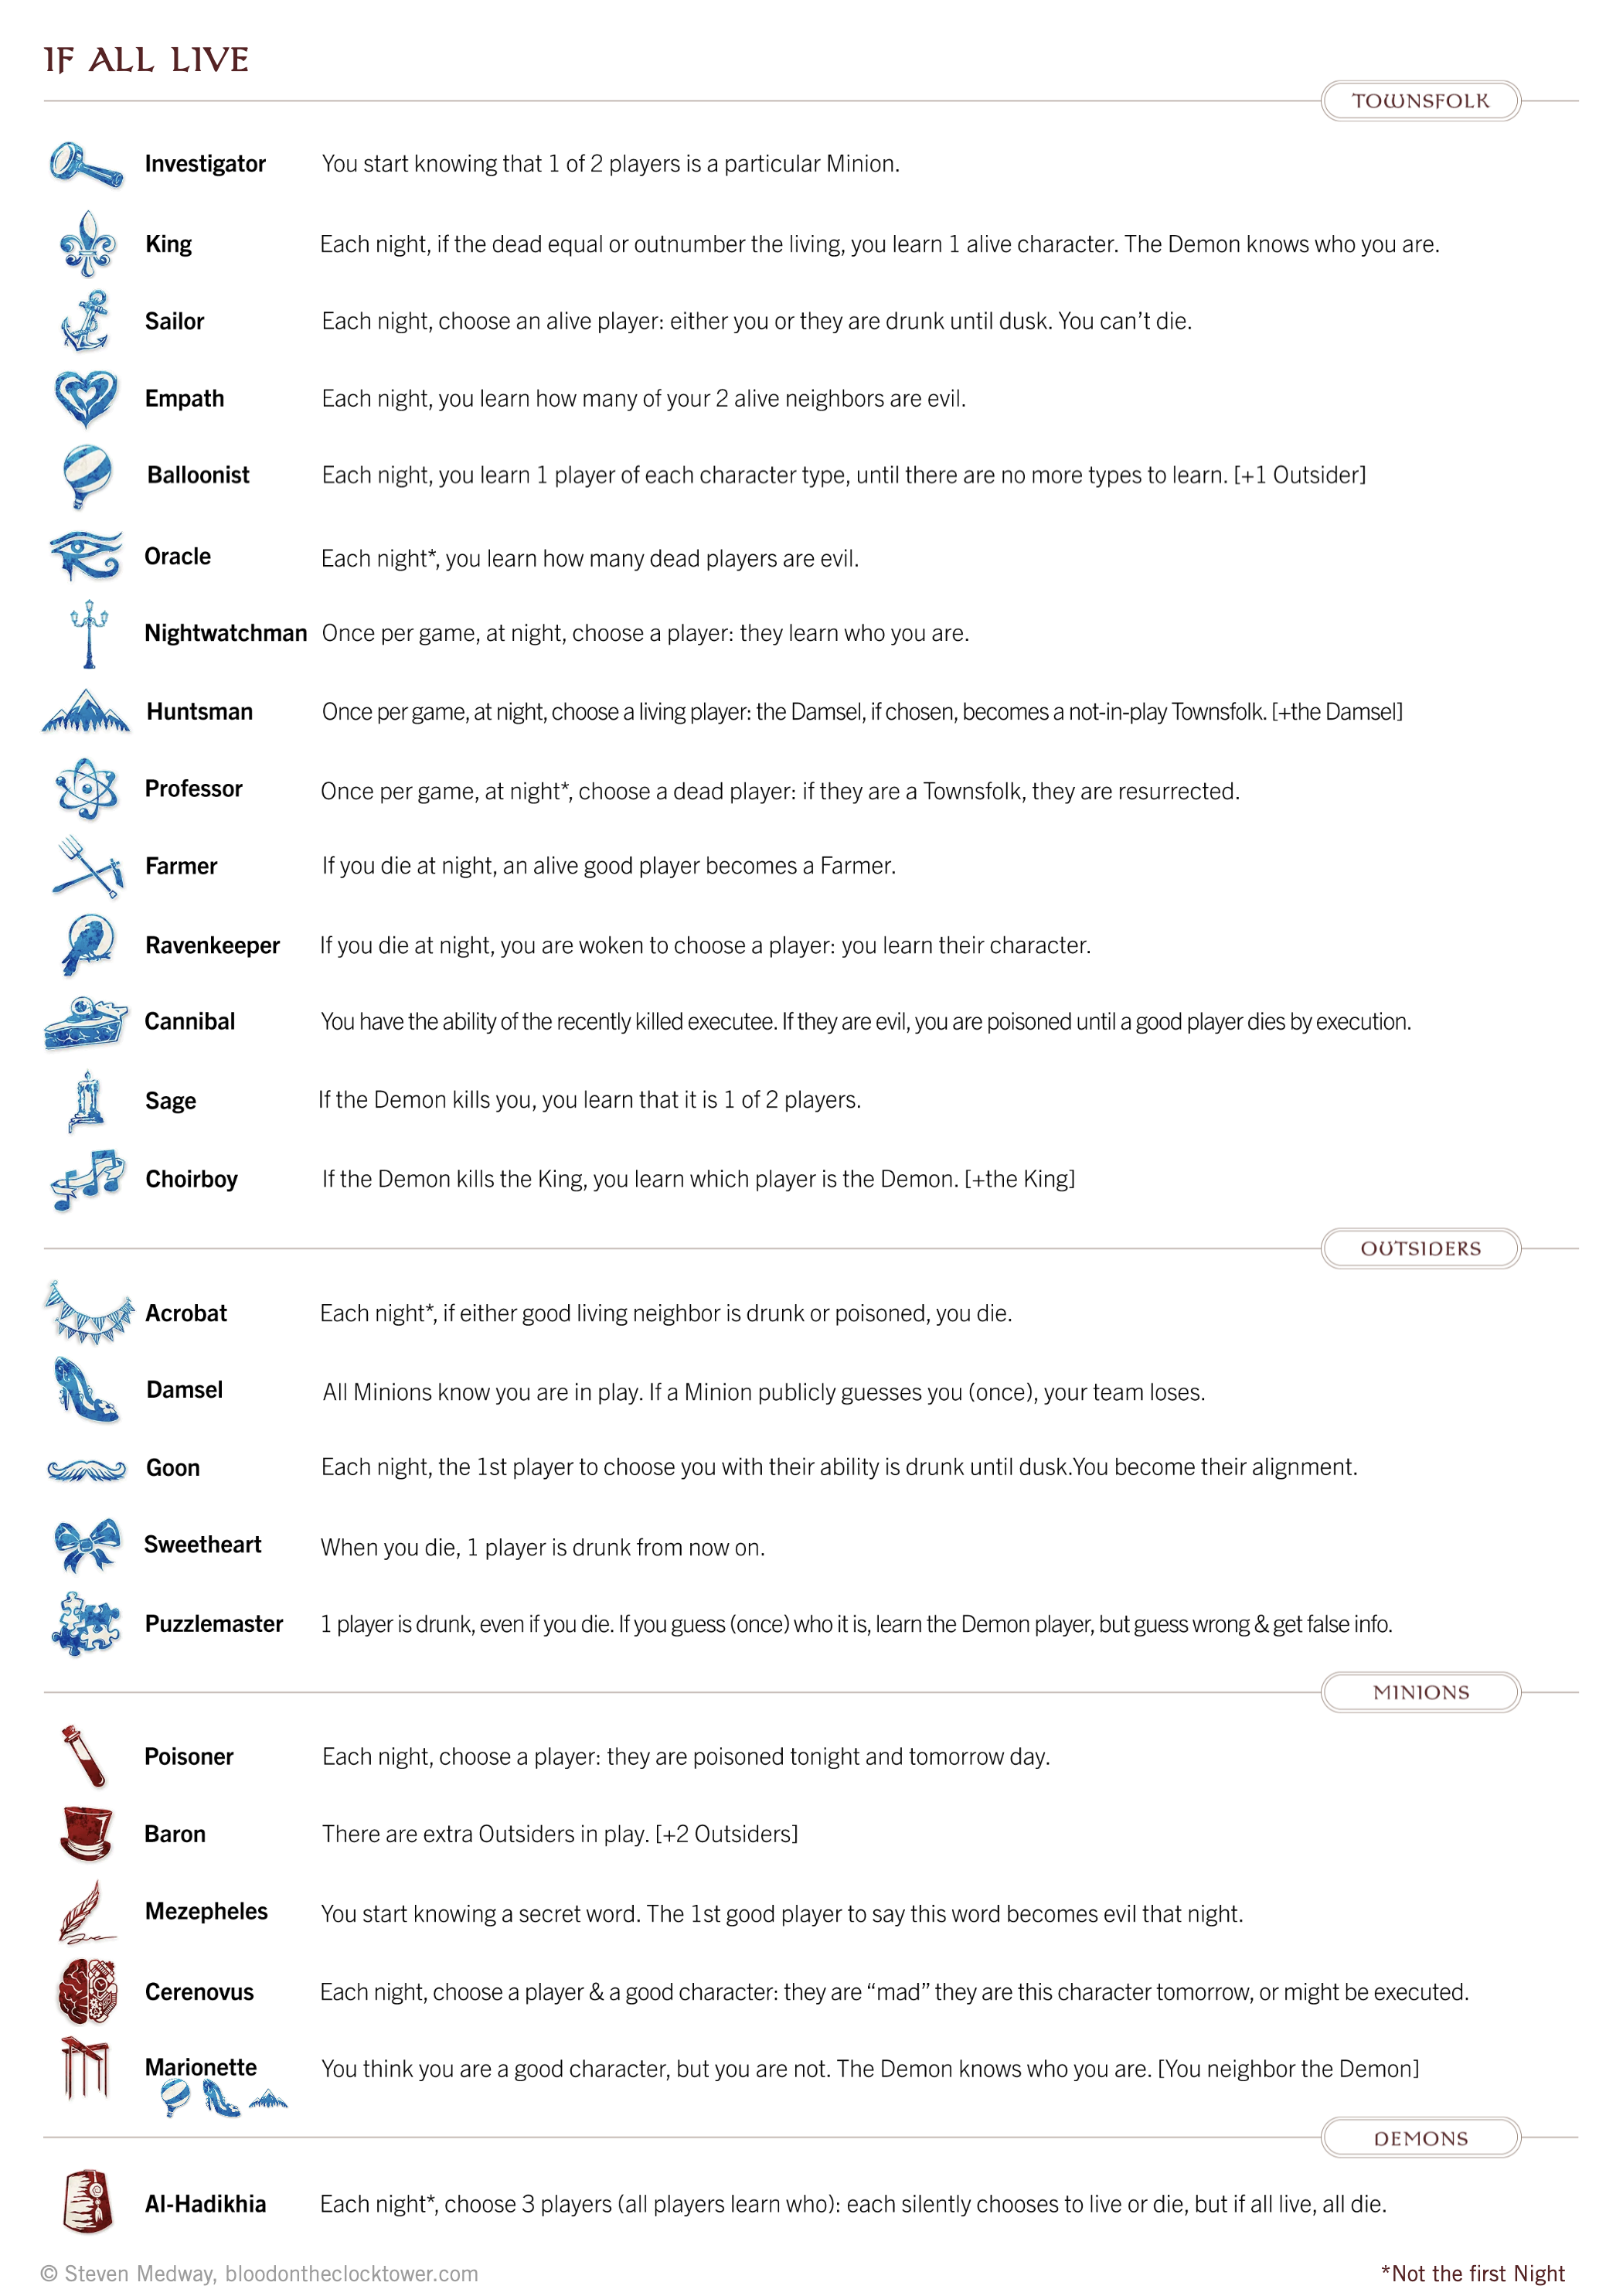 IF ALL LIVE
TOWNSFOLK
Investigator You start knowing that 1 of 2 players is a particular Minion.
King Each night, if the dead equal or outnumber the living, you learn 1 alive character. The Demon knows who you are.
Sailor Each night, choose an alive player: either you or they are drunk until dusk. You can't die.
Empath Each night, you learn how many of your 2 alive neighbors are evil.
Balloonist Each night, you learn 1 player of each character type, until there are no more types to learn. [+1 Outsider]
Oracle Each night*, you learn how many dead players are evil.
Nightwatchman Once per game, at night, choose a player: they learn who you are.
Huntsman Once per game, at night, choose a living player: the Damsel, if chosen, becomes a not-in-play Townsfolk. [+the Damsel]
Professor Once per game, at night*, choose a dead player: if they are a Townsfolk, they are resurrected.
Farmer If you die at night, an alive good player becomes a Farmer.
Ravenkeeper If you die at night, you are woken to choose a player: you learn their character.
Cannibal You have the ability of the recently killed executee. If they are evil, you are poisoned until a good player dies by execution.
Sage If the Demon kills you, you learn that it is 1 of 2 players.
Choirboy If the Demon kills the King, you learn which player is the Demon. [+the King]
OUTSIDERS
Acrobat Each night*, if either good living neighbor is drunk or poisoned, you die.
Damsel All Minions know you are in play. If a Minion publicly guesses you (once), your team loses.
Goon Each night, the 1st player to choose you with their ability is drunk until dusk.You become their alignment.
Sweetheart When you die, 1 player is drunk from now on.
Puzzlemaster 1 player is drunk, even if you die. If you guess (once) who it is, learn the Demon player, but guess wrong & get false info.
MINIONS
Poisoner Each night, choose a player: they are poisoned tonight and tomorrow day.
Baron There are extra Outsiders in play. [+2 Outsiders]
Mezepheles You start knowing a secret word. The 1st good player to say this word becomes evil that night.
Cerenovus Each night, choose a player & a good character: they are “mad” they are this character tomorrow, or might be executed.
Marionette You think you are a good character, but you are not. The Demon knows who you are. [You neighbor the Demon]
DEMONS
Al-Hadikhia Each night*, choose 3 players (all players learn who): each silently chooses to live or die, but if all live, all die.
© Steven Medway, bloodontheclocktower.com *Not the first Night